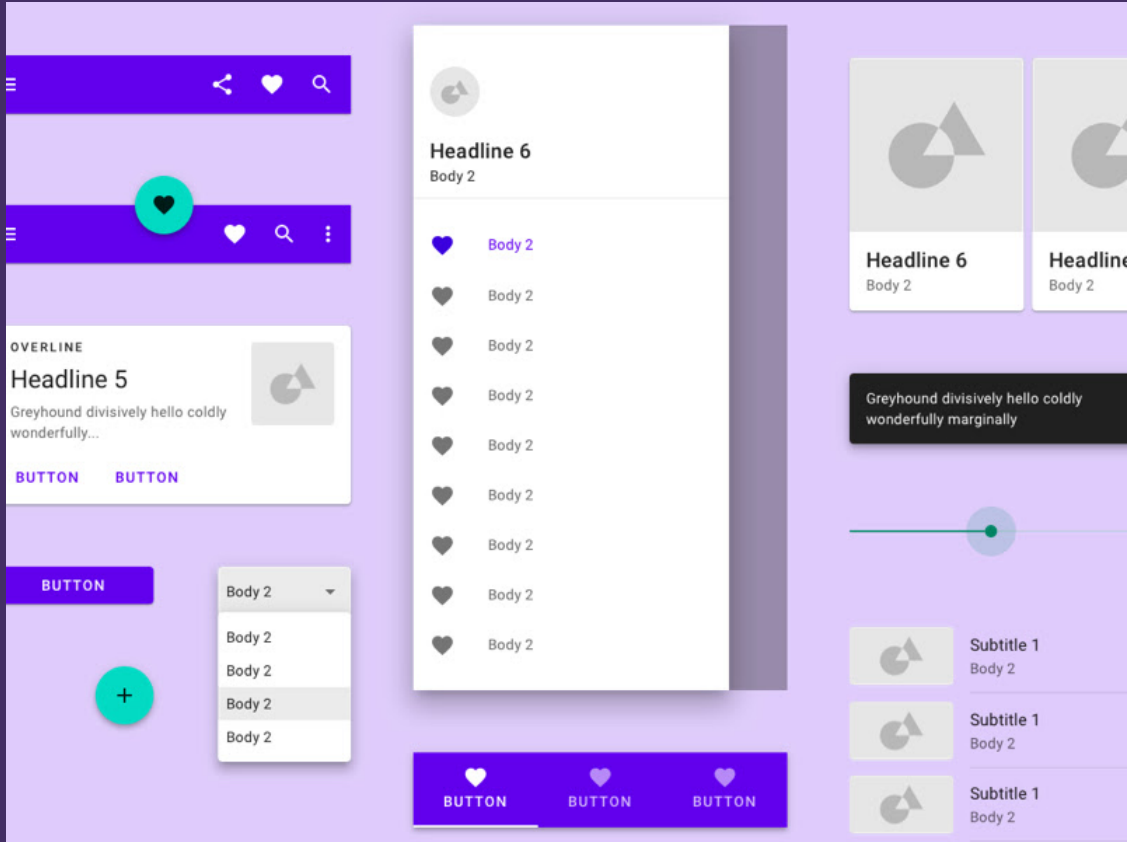 OVERLINE
Headline 5
Greyhound divisively hello coldly
wonderfully...
BUTTON BUTTON
BUTTON
Body 2
Body 2
Body 2
Body 2
Body 2
Headline 6
Body 2
Body 2
Body 2
Body 2
Body 2
Body 2
Body 2
Body 2
Body 2
Body 2
BUTTON BUTTON BUTTON
Headline 6
Body 2
Headline
Body 2
Greyhound divisively hello coldly
wonderfully marginally
Subtitle 1
Body 2
Subtitle 1
Body 2
Subtitle 1
Body 2